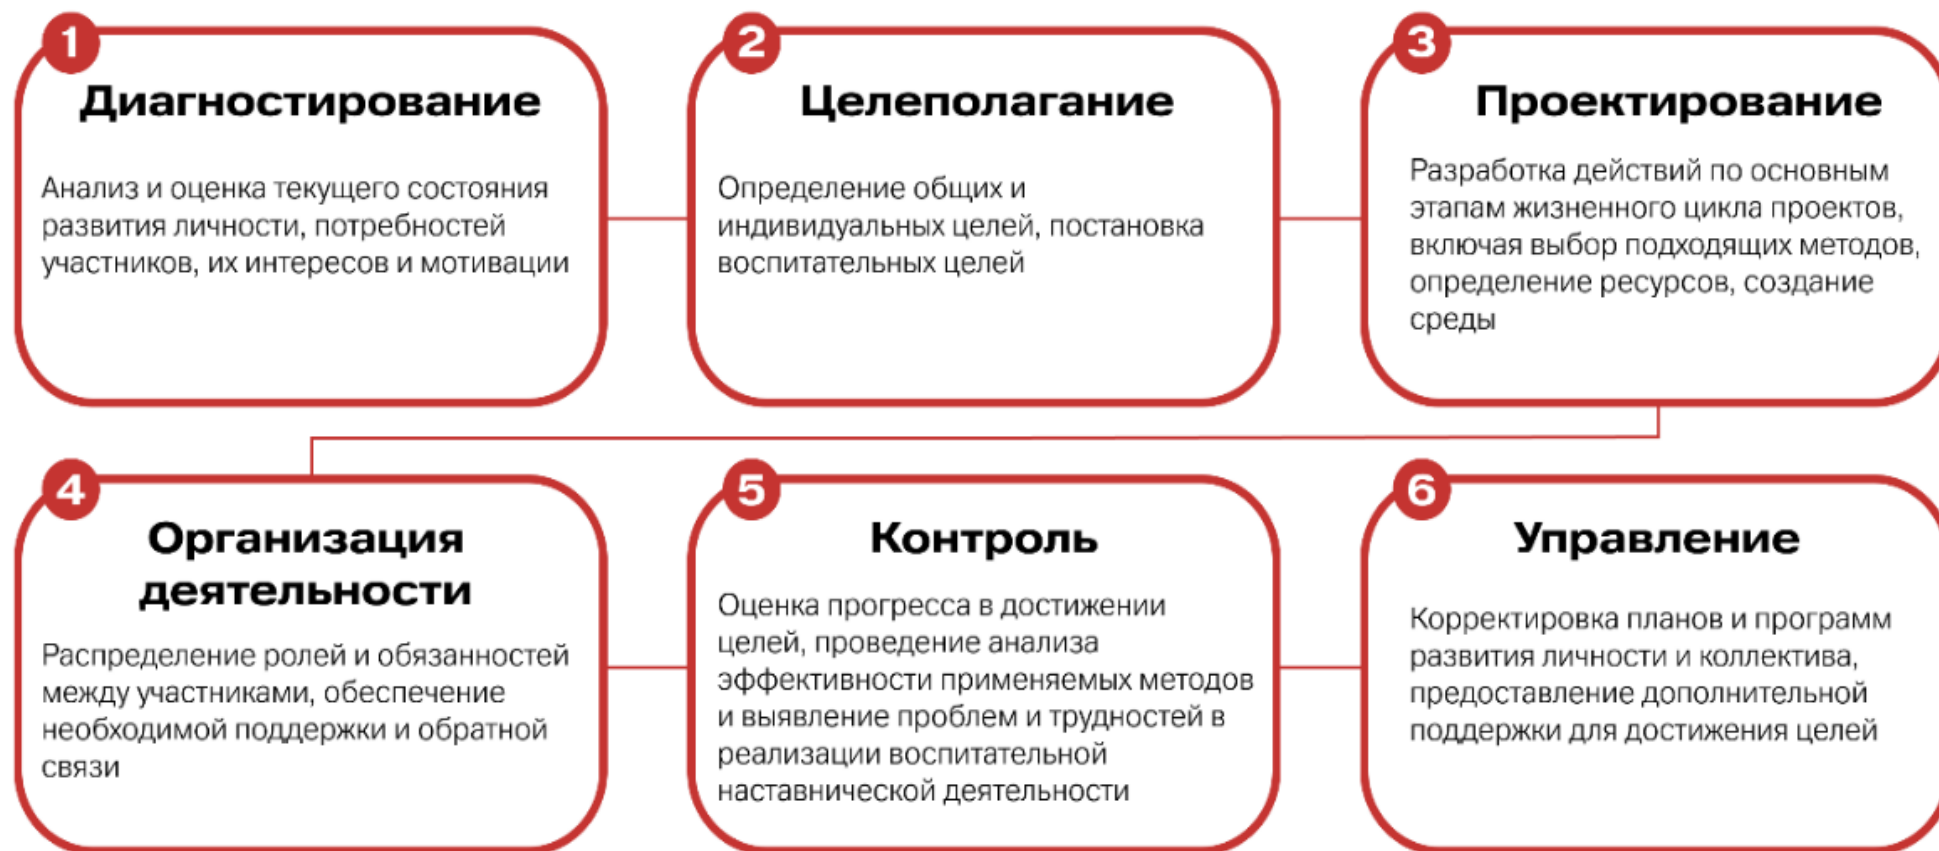 1
Диагностирование
Анализ и оценка текущего состояния
развития личности, потребностей
участников, их интересов и мотивации
2
Целеполагание
Определение общих и
индивидуальных целей, постановка
воспитательных целей
3
Проектирование
Разработка действий по основным
этапам жизненного цикла проектов,
включая выбор подходящих методов,
определение ресурсов, создание
среды
4
Организация
деятельности
Распределение ролей и обязанностей
между участниками, обеспечение
необходимой поддержки и обратной
связи
5
Контроль
Оценка прогресса в достижении
целей, проведение анализа
эффективности применяемых методов
и выявление проблем и трудностей в
реализации воспитательной
наставнической деятельности
6
Управление
Корректировка планов и программ
развития личности и коллектива,
предоставление дополнительной
поддержки для достижения целей